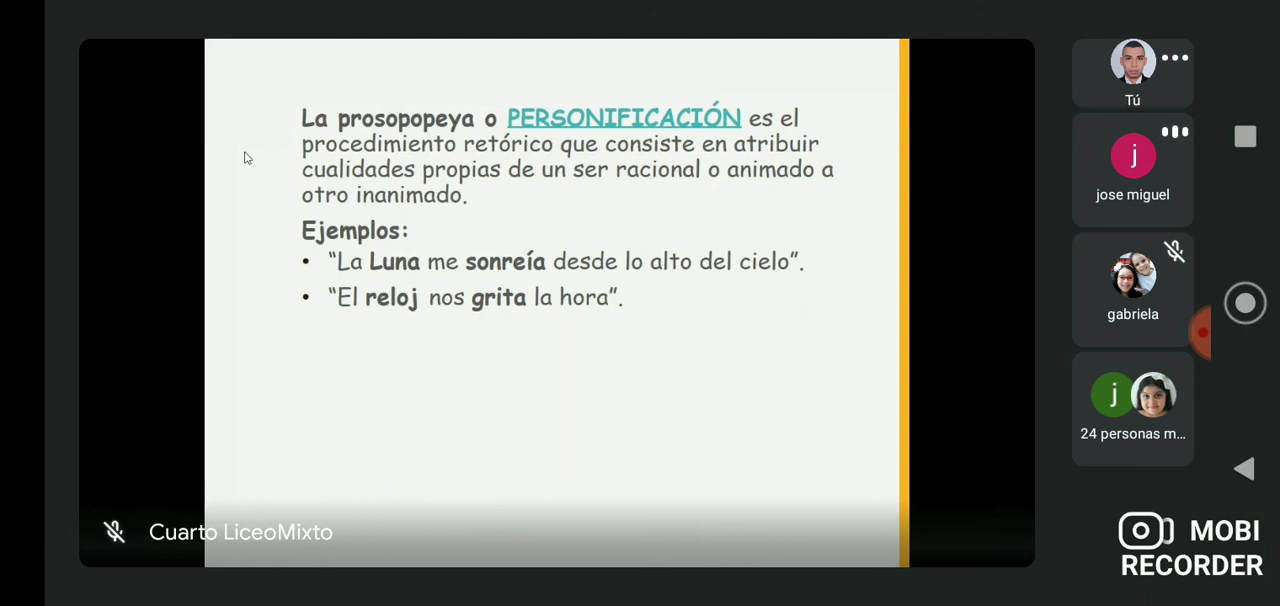 La prosopopeya o PERSONIFICACIÓN es el
procedimiento retórico que consiste en atribuir
cualidades propias de un ser racional o animado a
otro inanimado.
Ejemplos:
• “La Luna me sonreía desde lo alto del cielo”.
• “El reloj nos grita la hora”.
Cuarto LiceoMixto
Tú
j
jose miguel
gabriela
j
24 personas m...
MOBI
RECORDER